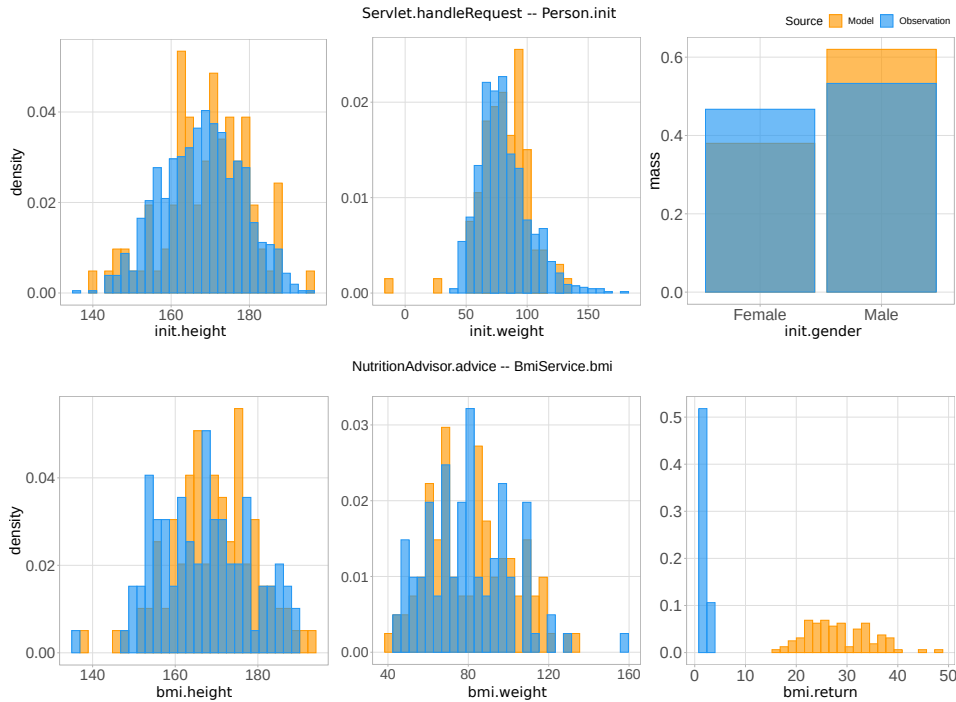 Servlet.handleRequest -- Person.init
Source Model Observation
density
0.04
0.02
0.00
140 160 180
init.height
0.02
0.01
0.00
0 50 100 150
init.weight
mass
0.6
0.4
0.2
0.0
Female Male
init.gender
NutritionAdvisor.advice -- BmiService.bmi
density
0.04
0.02
0.00
140 160 180
bmi.height
0.03
0.02
0.01
0.00
40 80 120 160
bmi.weight
0.5
0.4
0.3
0.2
0.1
0.0
0 10 20 30 40 50
bmi.return